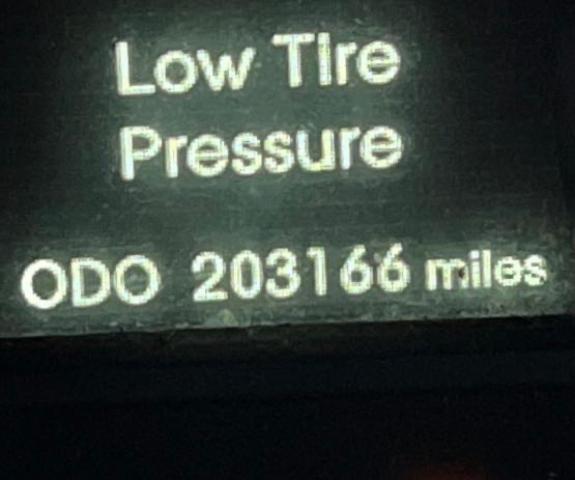 Low Tire
Pressure
ODO 203166 miles